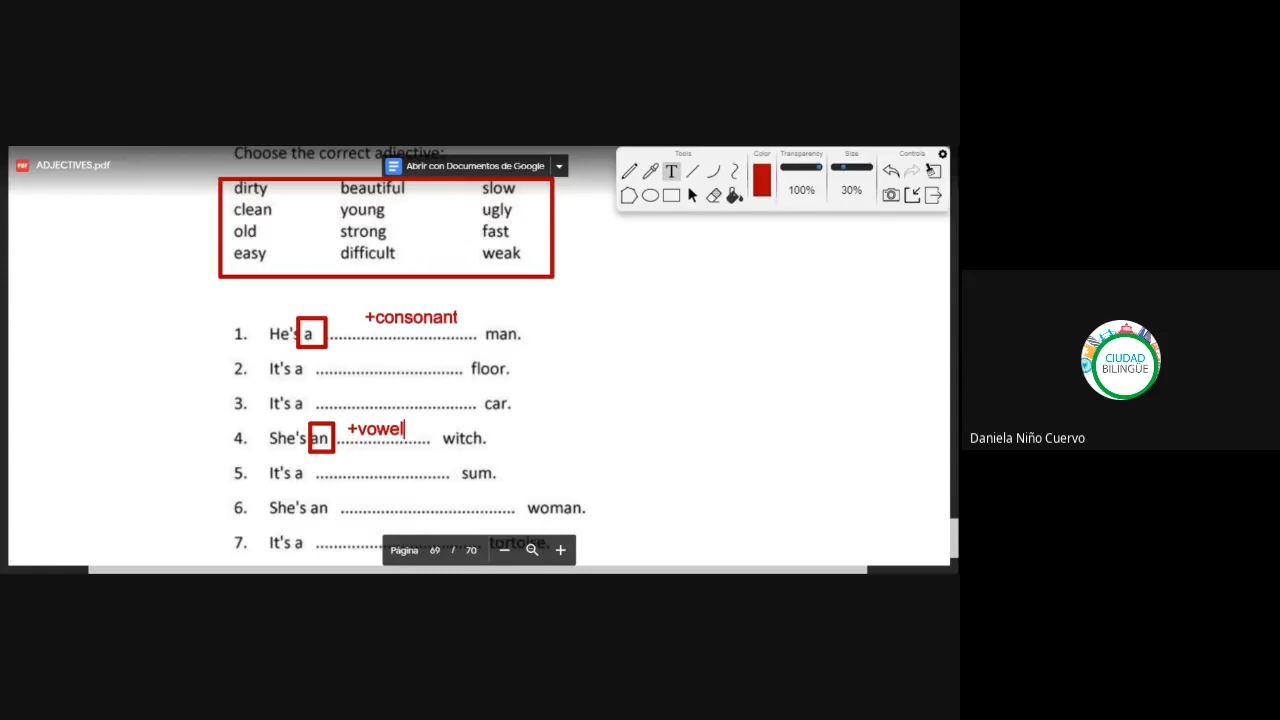 Choose the correct adjective:
ADJECTIVES.pdf
Abrir con Documentos de Google
Tools
Color
Transparency
Size
Controls
100%
30%
dirty beautiful slow
clean young ugly
old strong fast
easy difficult weak
+consonant
1. He's a ................................ man.
2. It's a ................................ floor.
3. It's a ................................ car.
+vowel
4. She's an .................... witch.
5. It's a ............................ sum.
6. She's an .................................... woman.
7. It's a ................................ tortoise.
Página 69 / 70
CIUDAD
BILINGÜE
Daniela Niño Cuervo